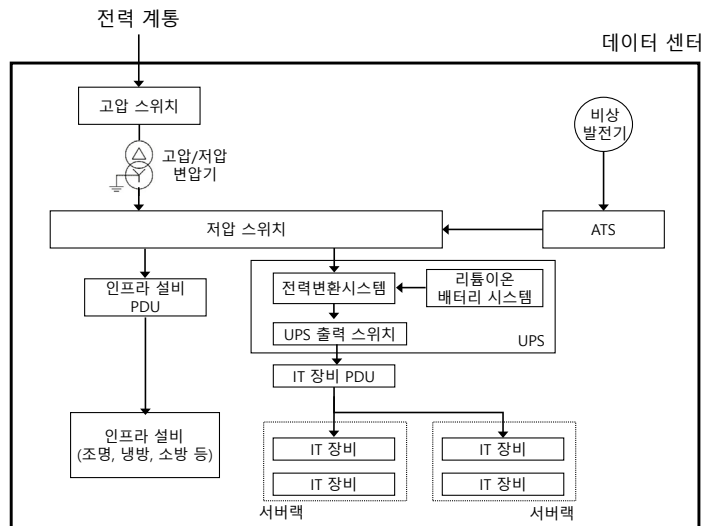 전력 계통
데이터 센터
고압 스위치
비상
발전기
고압/저압
변압기
저압 스위치
ATS
인프라 설비
PDU
전력변환시스템
리튬이온
배터리 시스템
UPS 출력 스위치
UPS
IT 장비 PDU
인프라 설비
(조명, 냉방, 소방 등)
IT 장비
IT 장비
서버랙
IT 장비
IT 장비
서버랙